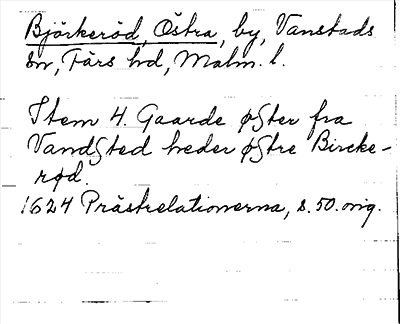 Björkeröd, Östra, by, Vanstads
sn, Färs hd, Malm. l.
Item 4. Gaarde øster fra
Vandsted heder østre Bircke-
rød.
1624 Prästrelationerna, s. 50. orig.